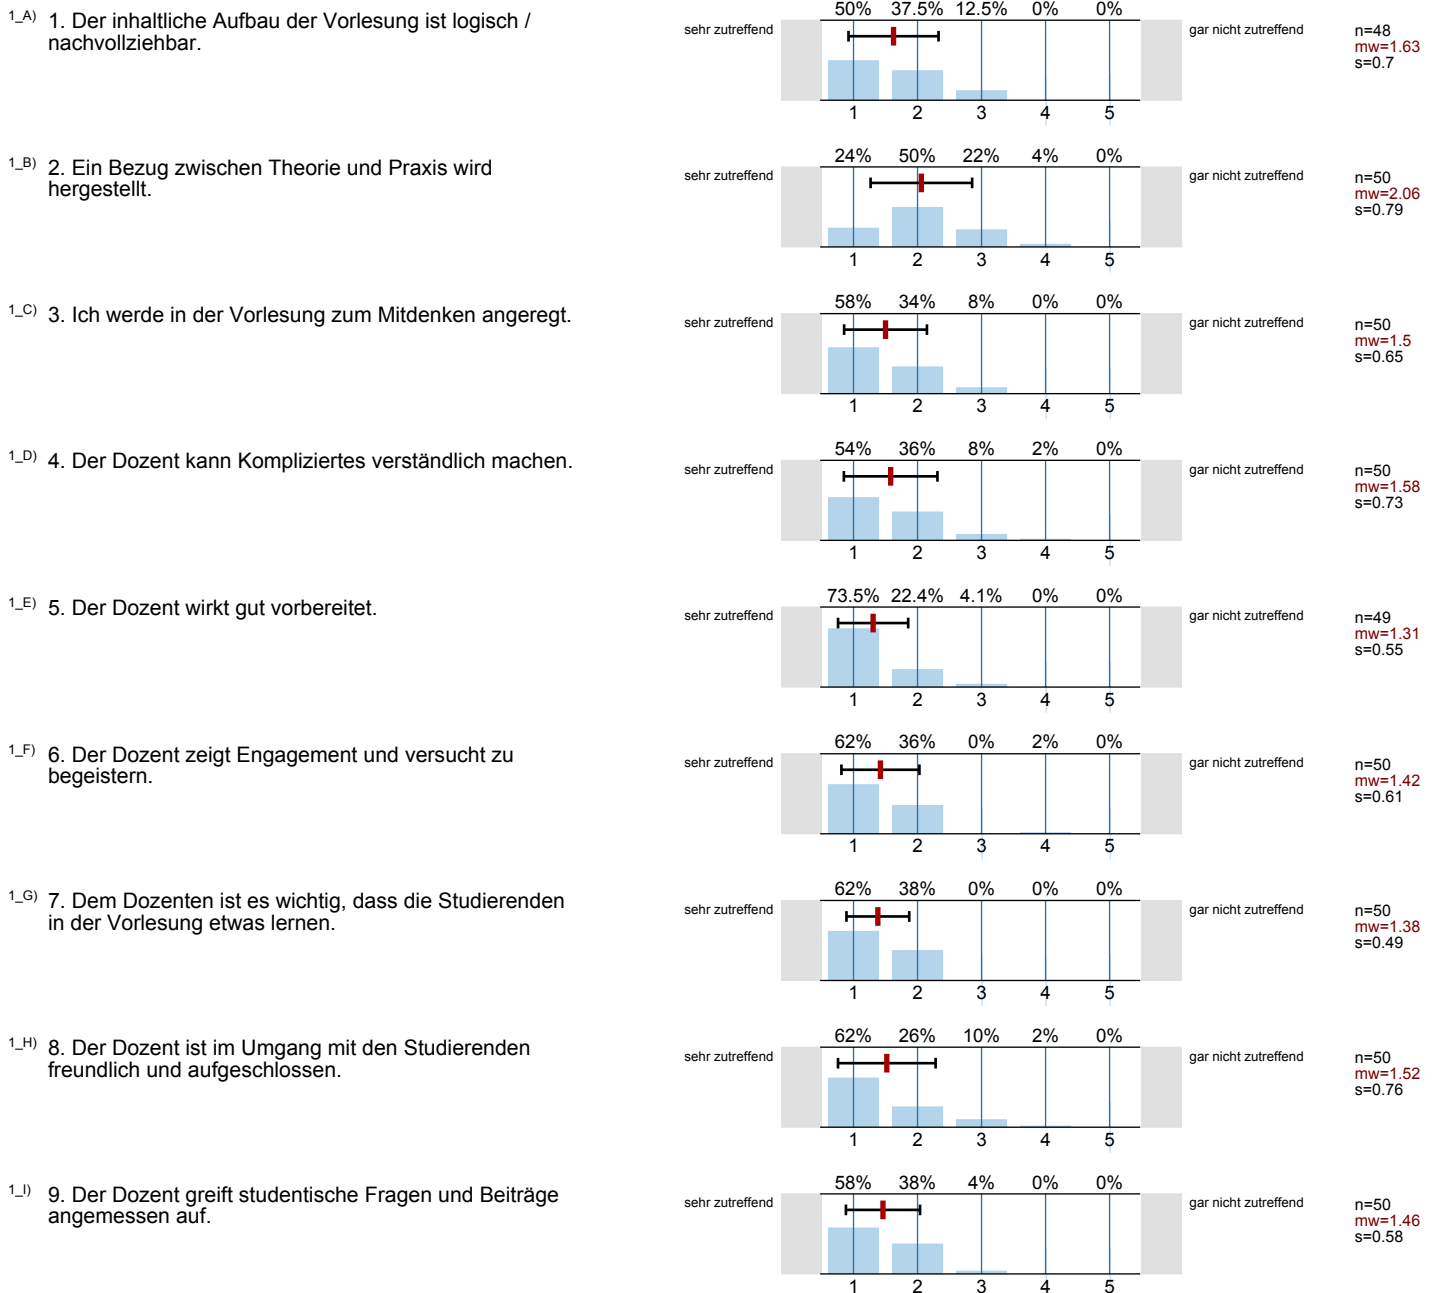 1_A) 1. Der inhaltliche Aufbau der Vorlesung ist logisch /
nachvollziehbar.
50% 37.5% 12.5% 0% 0%
sehr zutreffend gar nicht zutreffend
n=48
mw=1.63
s=0.7
1 2 3 4 5
1_B) 2. Ein Bezug zwischen Theorie und Praxis wird
hergestellt.
24% 50% 22% 4% 0%
sehr zutreffend gar nicht zutreffend
n=50
mw=2.06
s=0.79
1 2 3 4 5
1_C) 3. Ich werde in der Vorlesung zum Mitdenken angeregt.
58% 34% 8% 0% 0%
sehr zutreffend gar nicht zutreffend
n=50
mw=1.5
s=0.65
1 2 3 4 5
1_D) 4. Der Dozent kann Kompliziertes verständlich machen.
54% 36% 8% 2% 0%
sehr zutreffend gar nicht zutreffend
n=50
mw=1.58
s=0.73
1 2 3 4 5
1_E) 5. Der Dozent wirkt gut vorbereitet.
73.5% 22.4% 4.1% 0% 0%
sehr zutreffend gar nicht zutreffend
n=49
mw=1.31
s=0.55
1 2 3 4 5
1_F) 6. Der Dozent zeigt Engagement und versucht zu
begeistern.
62% 36% 0% 2% 0%
sehr zutreffend gar nicht zutreffend
n=50
mw=1.42
s=0.61
1 2 3 4 5
1_G) 7. Dem Dozenten ist es wichtig, dass die Studierenden
in der Vorlesung etwas lernen.
62% 38% 0% 0% 0%
sehr zutreffend gar nicht zutreffend
n=50
mw=1.38
s=0.49
1 2 3 4 5
1_H) 8. Der Dozent ist im Umgang mit den Studierenden
freundlich und aufgeschlossen.
62% 26% 10% 2% 0%
sehr zutreffend gar nicht zutreffend
n=50
mw=1.52
s=0.76
1 2 3 4 5
1_I) 9. Der Dozent greift studentische Fragen und Beiträge
angemessen auf.
58% 38% 4% 0% 0%
sehr zutreffend gar nicht zutreffend
n=50
mw=1.46
s=0.58
1 2 3 4 5